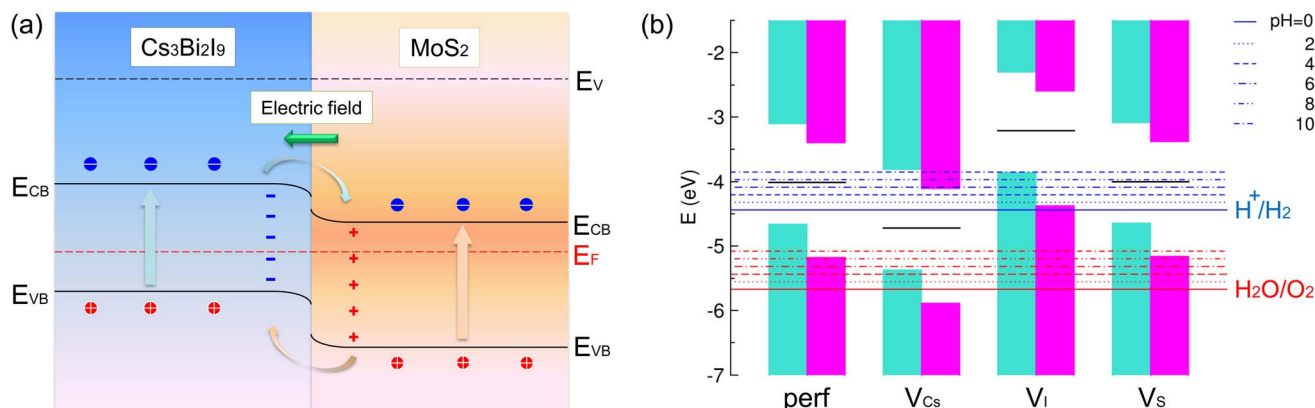 (a)
Cs3Bi2I9
MoS2
EV
Electric field
ECB
ECB
EF
EVB
EVB
(b)
E (eV)
-2
-3
-4
-5
-6
-7
pH=0
2
4
6
8
10
H+/H2
H2O/O2
perf
VCs
VI
VS